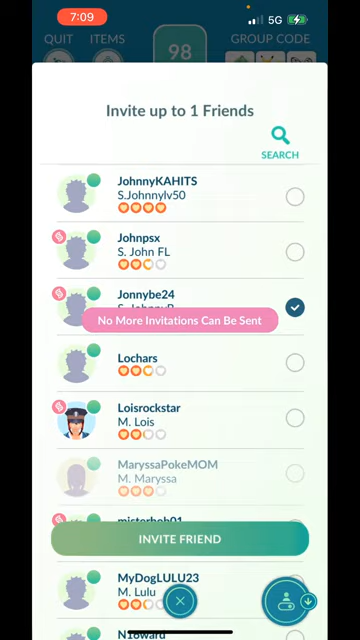 7:09
5G
QUIT
ITEMS
98
GROUP CODE
Invite up to 1 Friends
SEARCH
JohnnyKAHITS
S.Johnnylv50
Johnpsx
S. John FL
Jonnybe24
No More Invitations Can Be Sent
Lochars
Loisrockstar
M. Lois
MaryssaPokeMOM
M. Maryssa
INVITE FRIEND
MyDogLULU23
M. Lulu